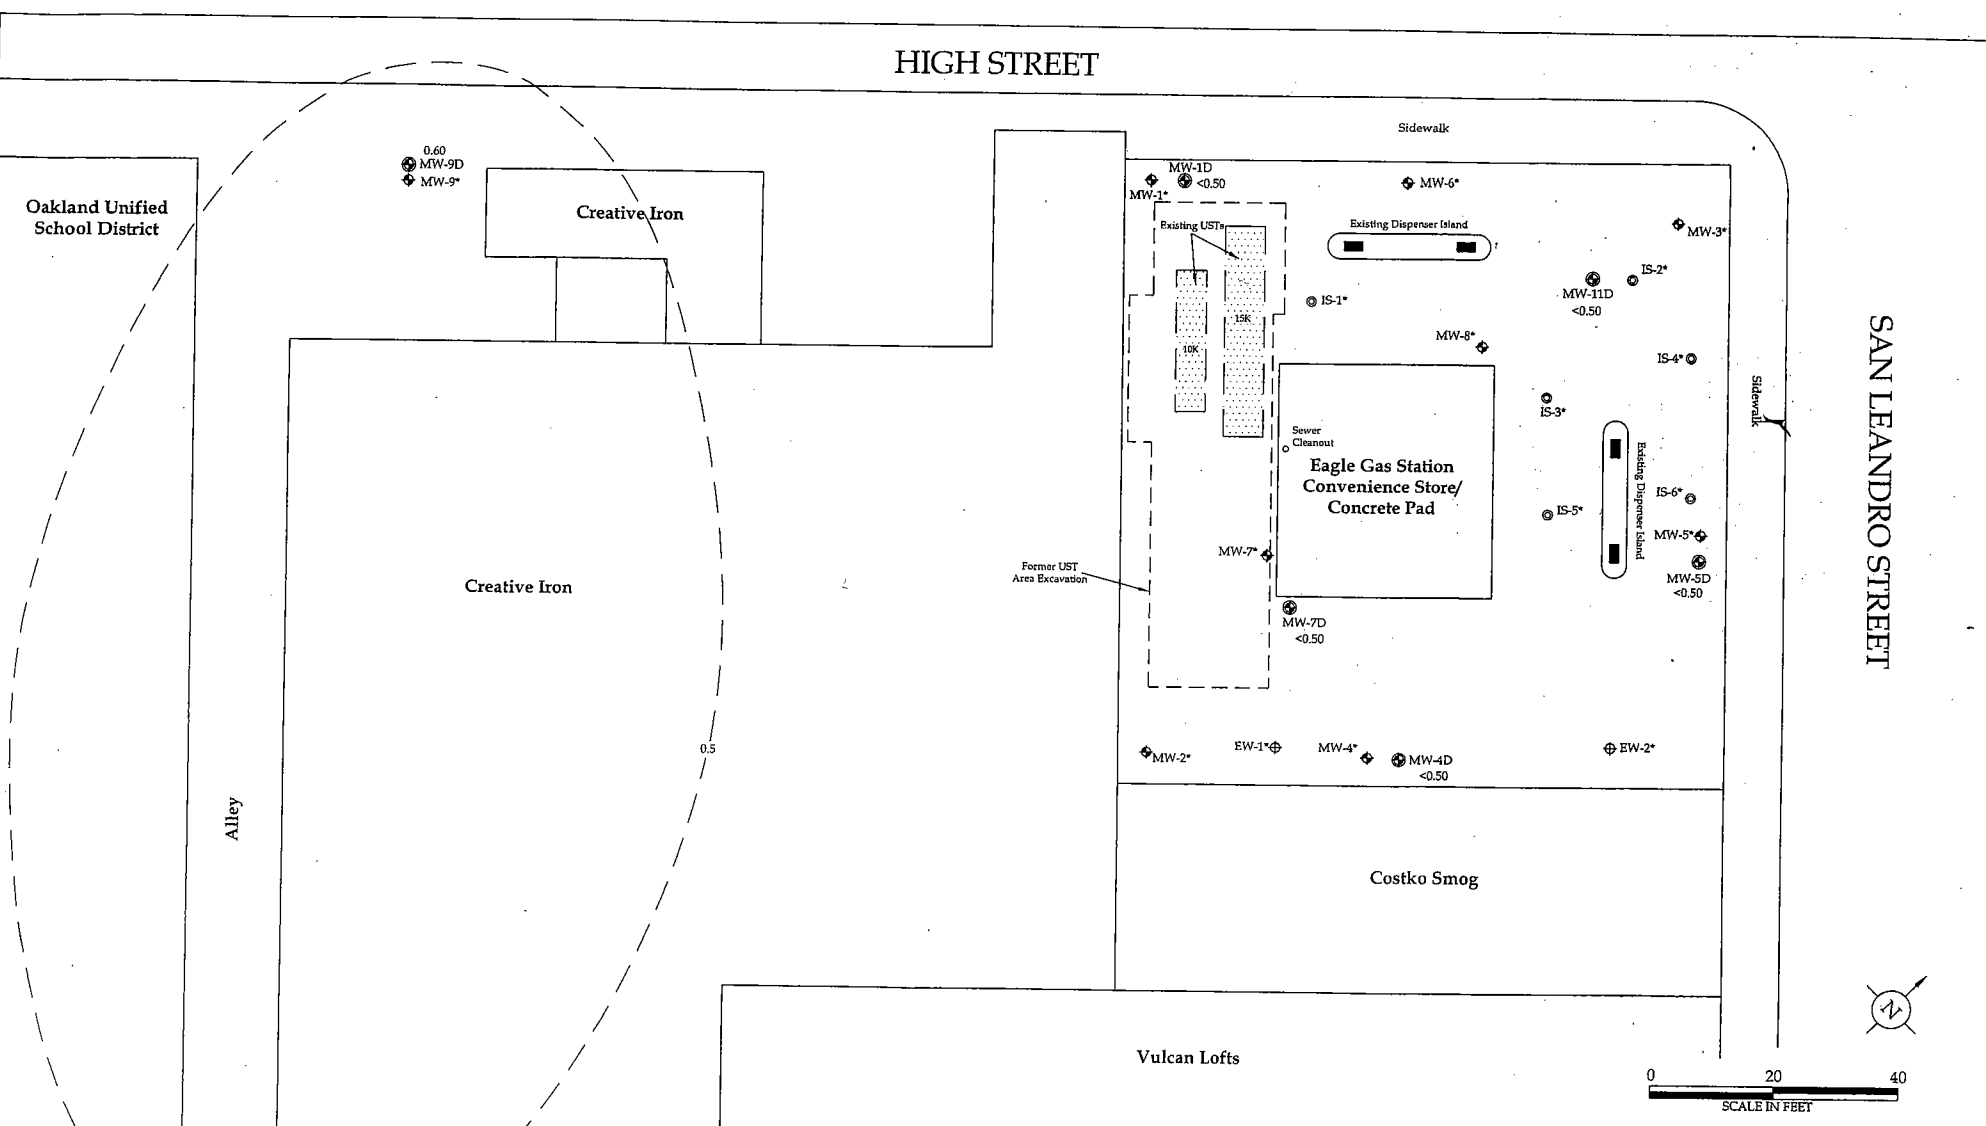 HIGH STREET
Sidewalk
0.60
MW-9D
MW-9*
Oakland Unified
School District
Creative Iron
MW-1D
<0.50
MW-1*
MW-6*
Existing USTs
Existing Dispenser Island
MW-3*
IS-2*
MW-11D
<0.50
IS-1*
15K
10K
MW-8*
IS-4*
IS-3*
Sidewalk
SAN LEANDRO STREET
Sewer
Cleanout
Eagle Gas Station
Convenience Store/
Concrete Pad
Existing Dispenser Island
IS-6*
IS-5*
MW-5*
MW-5D
<0.50
MW-7*
Former UST
Area Excavation
Creative Iron
MW-7D
<0.50
0.5
MW-2*
EW-1*
MW-4*
MW-4D
<0.50
EW-2*
Alley
Costko Smog
Vulcan Lofts
N
0 20 40
SCALE IN FEET